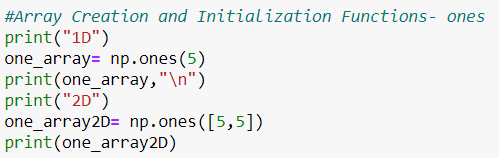 #Array Creation and Initialization Functions- ones
print("1D")
one_array= np.ones(5)
print(one_array,"\n")
print("2D")
one_array2D= np.ones([5,5])
print(one_array2D)